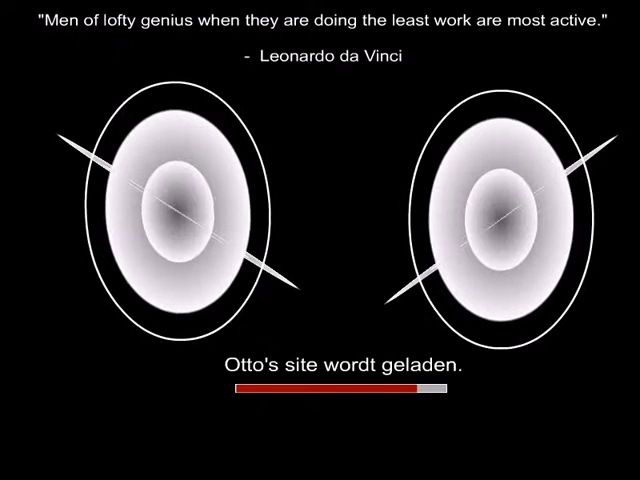 "Men of lofty genius when they are doing the least work are most active."
- Leonardo da Vinci
Otto's site wordt geladen.